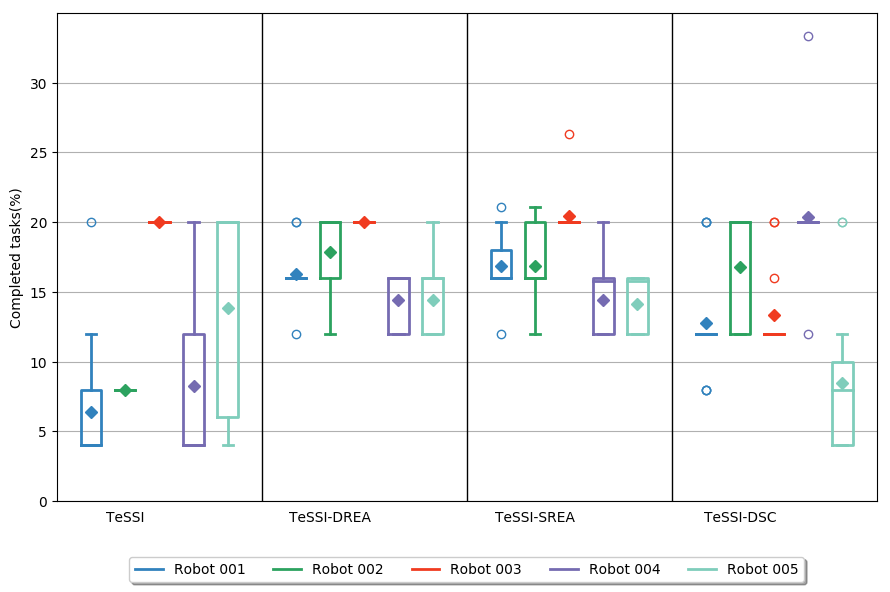 Completed tasks(%)
30
25
20
15
10
5
0
TeSSI TeSSI-DREA TeSSI-SREA TeSSI-DSC
Robot 001 Robot 002 Robot 003 Robot 004 Robot 005